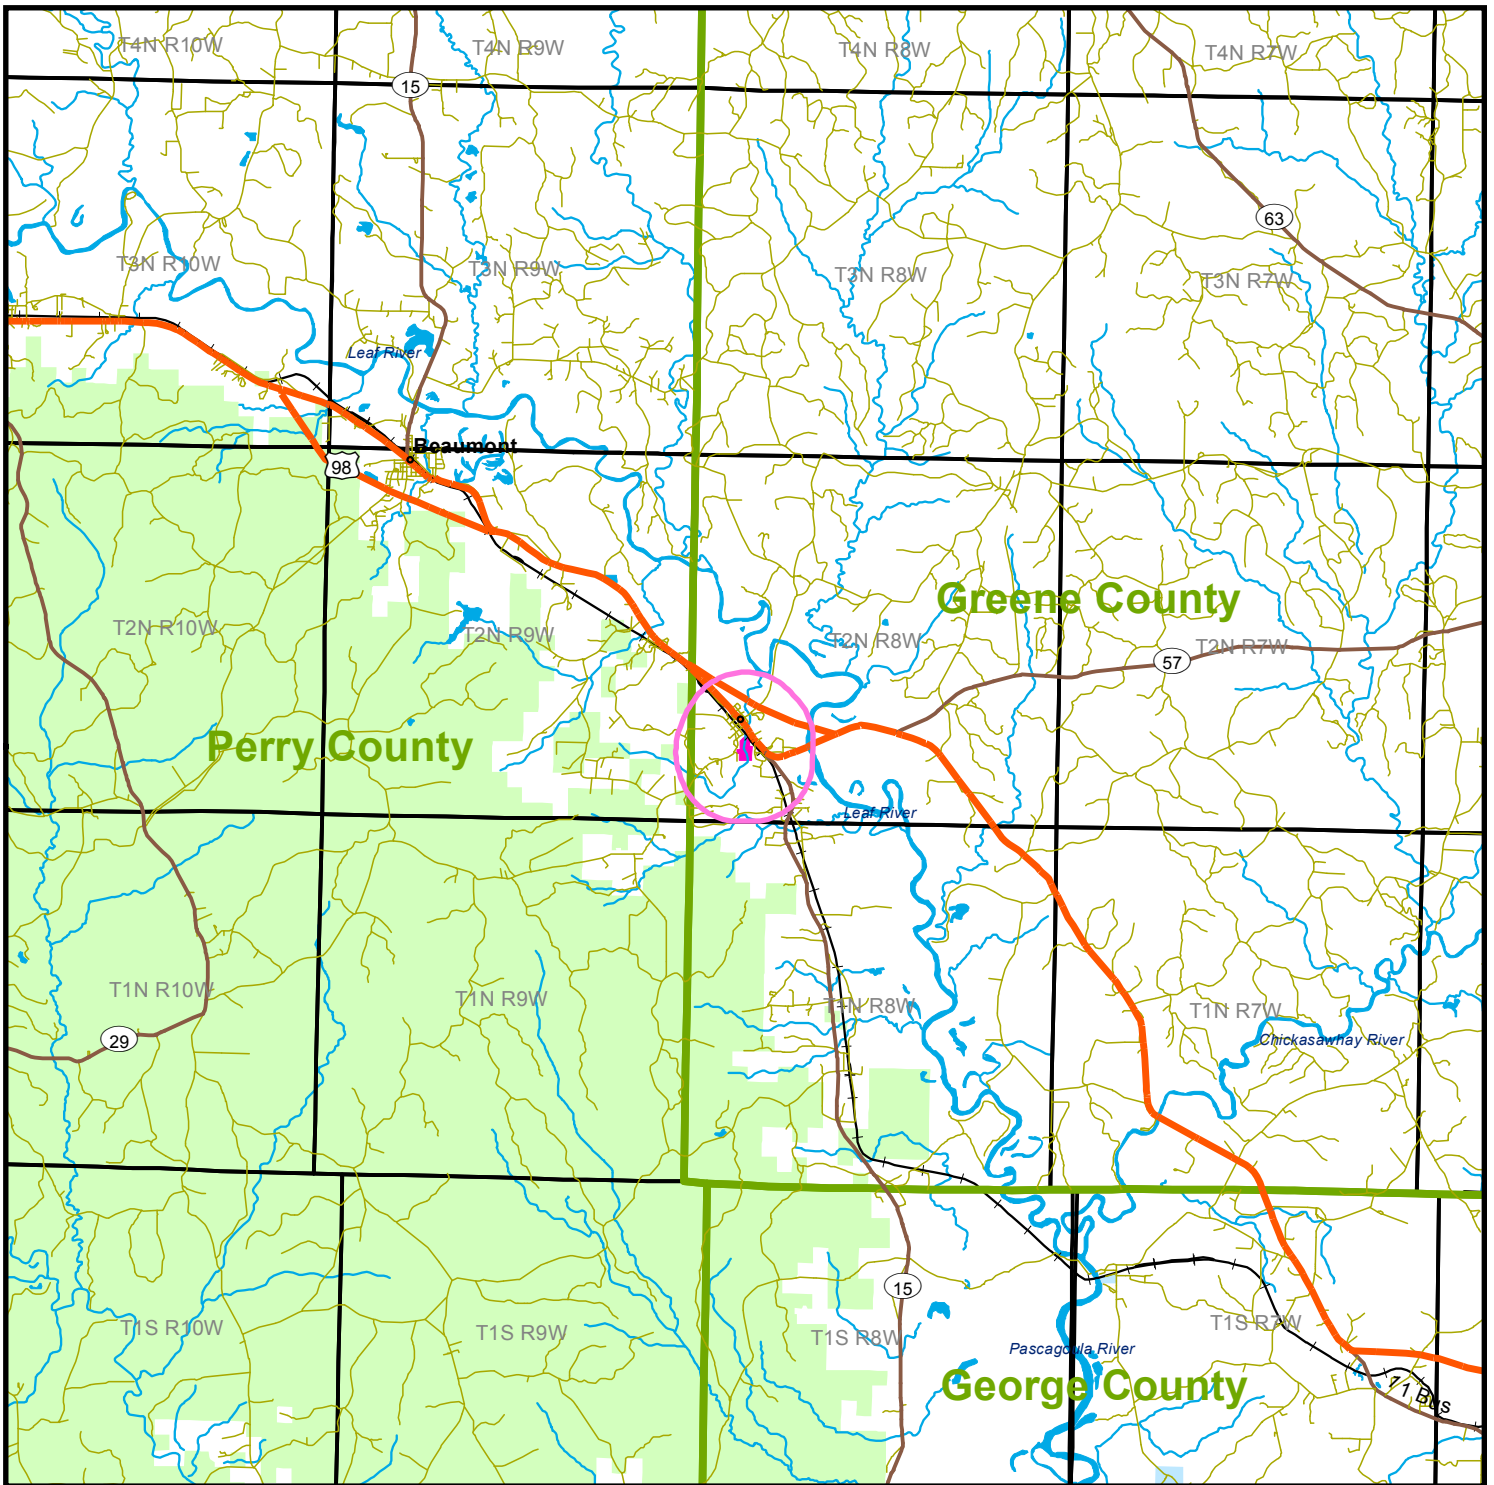 T4N R10W
T4N R9W
T4N R8W
T4N R7W
15
63
T3N R10W
T3N R9W
T3N R8W
T3N R7W
Leaf River
Beaumont
98
Greene County
T2N R10W
T2N R9W
T2N R8W
T2N R7W
57
Perry County
Leaf River
T1N R10W
T1N R9W
T1N R8W
T1N R7W
29
Chickasawhay River
15
T1S R10W
T1S R9W
T1S R8W
T1S R7W
Pascagoula River
George County
11 Bus